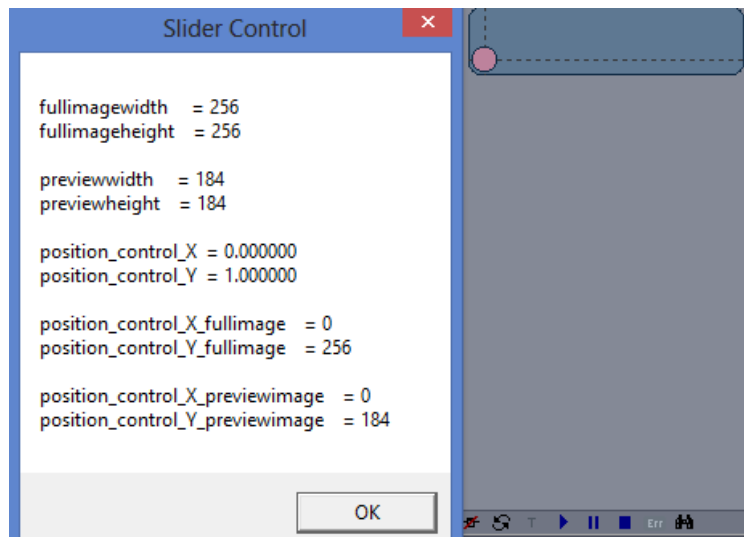 Slider Control
fullimagewidth = 256
fullimageheight = 256
previewwidth = 184
previewheight = 184
position_control_X = 0.000000
position_control_Y = 1.000000
position_control_X_fullimage = 0
position_control_Y_fullimage = 256
position_control_X_previewimage = 0
position_control_Y_previewimage = 184
OK
T Err